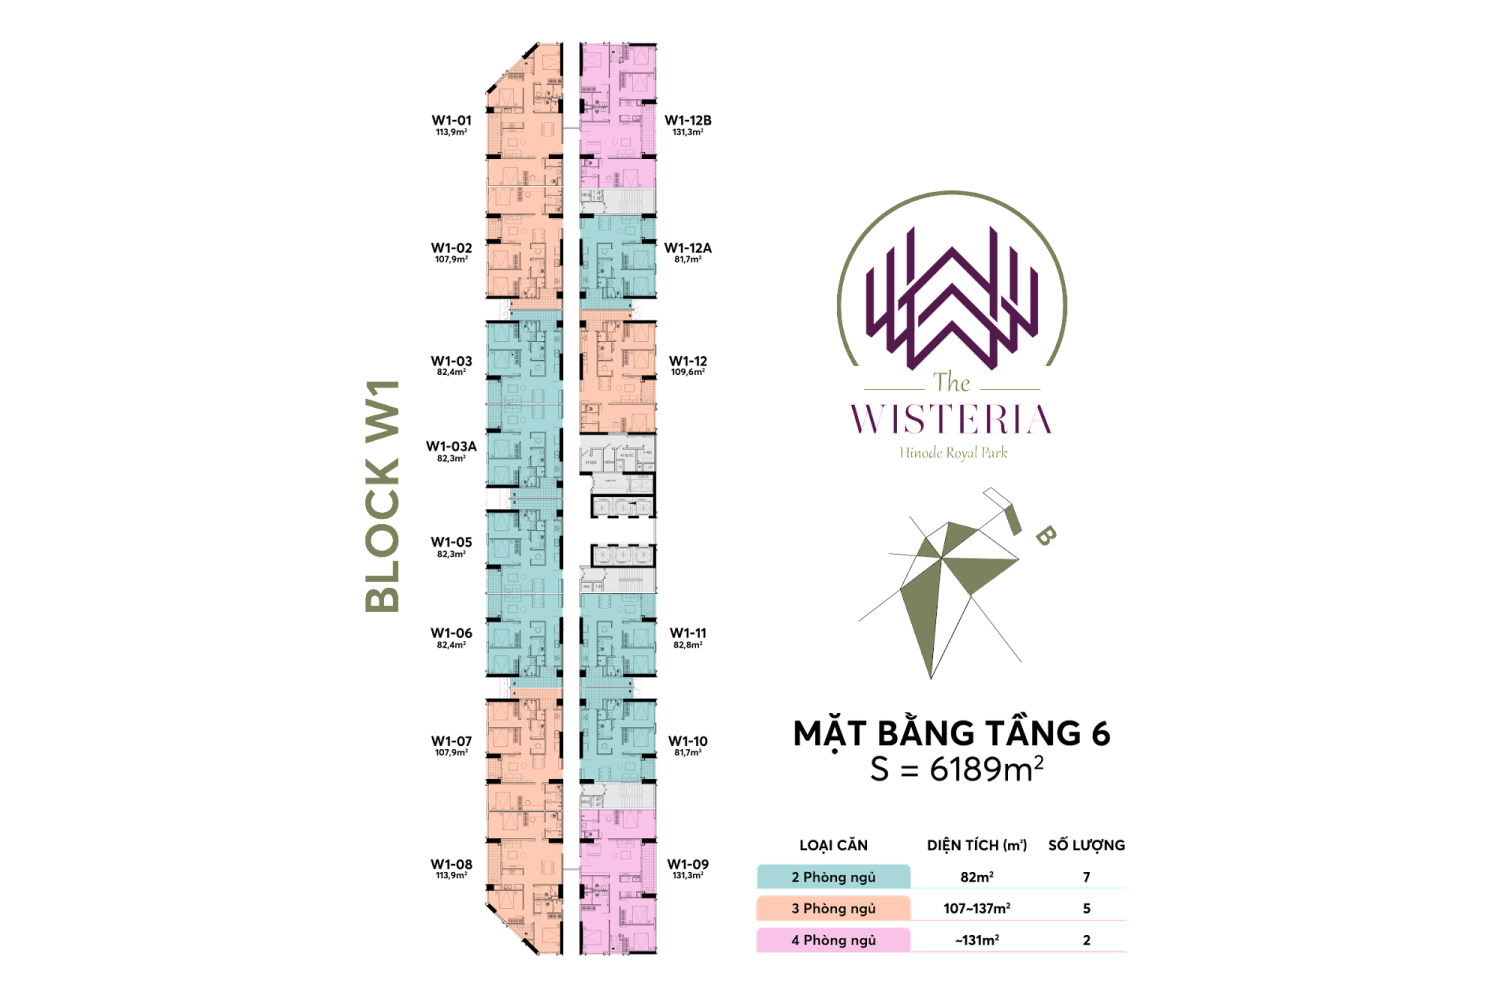 BLOCK W1
W1-01
113,9m²
W1-12B
131,3m²
W1-02
107,9m²
W1-12A
81,7m²
W1-03
82,4m²
W1-12
109,6m²
W1-03A
82,3m²
W1-05
82,3m²
W1-06
82,4m²
W1-11
82,8m²
W1-07
107,9m²
W1-10
81,7m²
W1-08
113,9m²
W1-09
131,3m²
The
WISTERIA
Hinode Royal Park
B
MẶT BẰNG TẦNG 6
S = 6189m²
LOẠI CĂN DIỆN TÍCH (m²) SỐ LƯỢNG
2 Phòng ngủ 82m² 7
3 Phòng ngủ 107~137m² 5
4 Phòng ngủ ~131m² 2